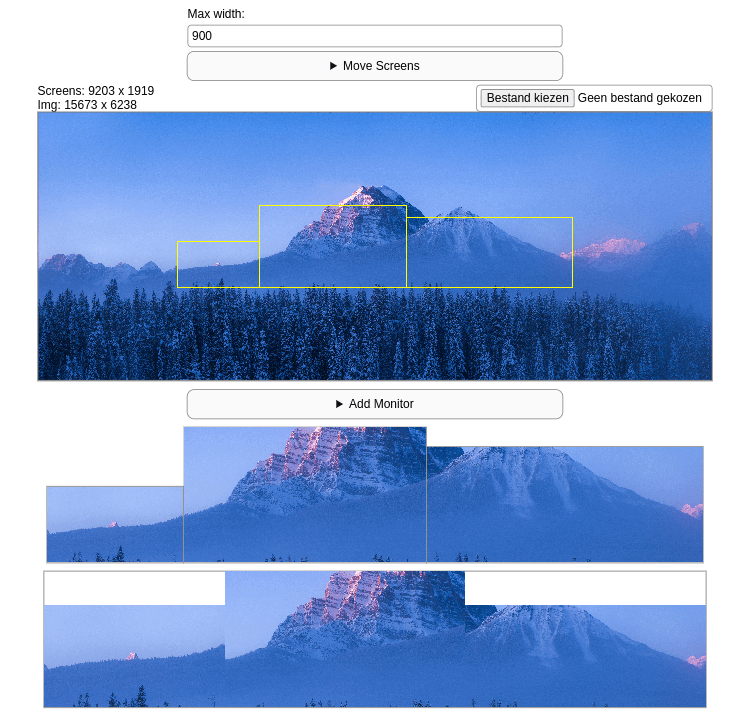 Max width:
900
▶ Move Screens
Screens: 9203 x 1919
Img: 15673 x 6238
Bestand kiezen Geen bestand gekozen
▶ Add Monitor